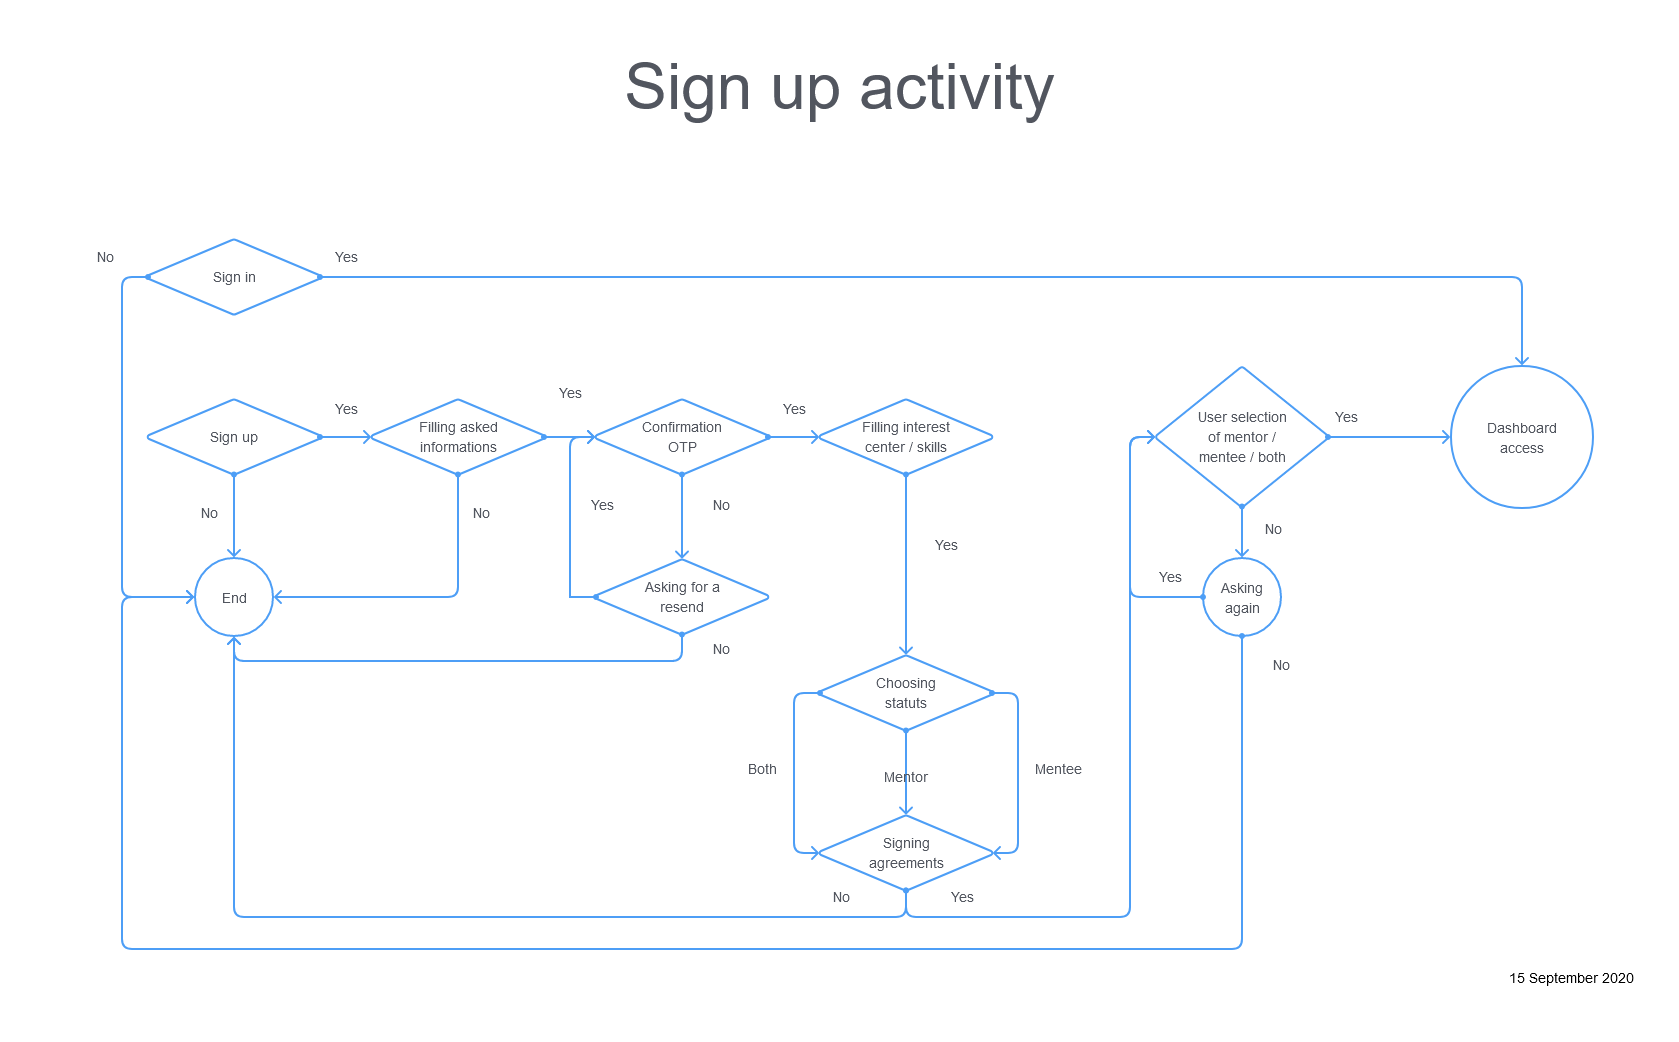 Sign up activity
No
Sign in
Yes
Sign up
Yes
Filling asked
informations
Yes
Confirmation
OTP
Yes
Filling interest
center / skills
User selection
of mentor /
mentee / both
Yes
Dashboard
access
No
No
Yes
No
Yes
No
End
Asking for a
resend
No
Yes
Asking
again
No
Choosing
statuts
Both
Mentor
Mentee
Signing
agreements
No
Yes
15 September 2020